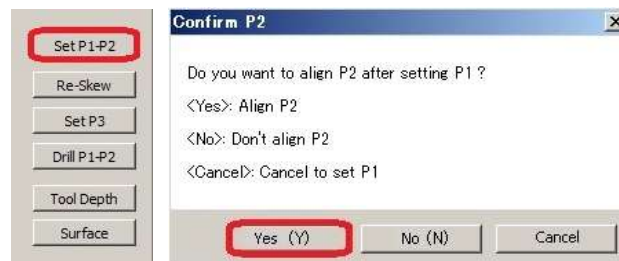 Set P1-P2
Re-Skew
Set P3
Drill P1-P2
Tool Depth
Surface
Confirm P2
Do you want to align P2 after setting P1 ?
<Yes>: Align P2
<No>: Don't align P2
<Cancel>: Cancel to set P1
Yes (Y)
No (N)
Cancel